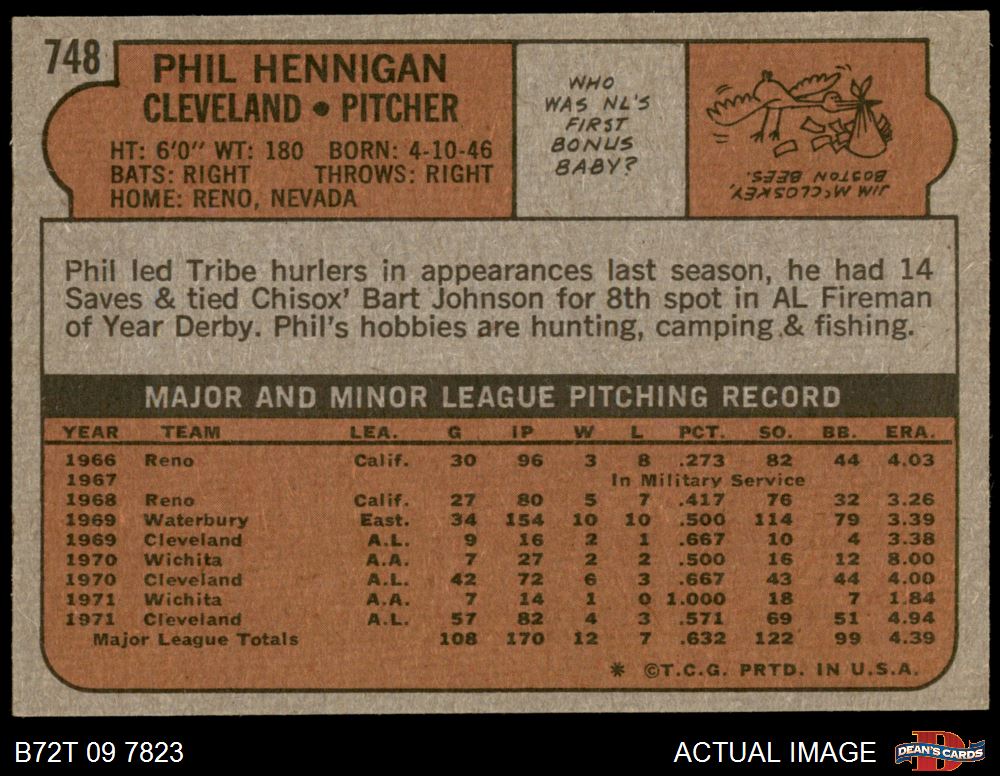 748
PHIL HENNIGAN
CLEVELAND • PITCHER
HT: 6'0" WT: 180 BORN: 4-10-46
BATS: RIGHT THROWS: RIGHT
HOME: RENO, NEVADA
WHO
WAS NL'S
FIRST
BONUS
BABY?
JIM McCLOSKEY,
BOSTON BEES.
Phil led Tribe hurlers in appearances last season, he had 14
Saves & tied Chisox' Bart Johnson for 8th spot in AL Fireman
of Year Derby. Phil's hobbies are hunting, camping & fishing.
MAJOR AND MINOR LEAGUE PITCHING RECORD
YEAR TEAM LEA. G IP W L PCT. SO. BB. ERA.
1966 Reno Calif. 30 96 3 8 .273 82 44 4.03
1967 In Military Service
1968 Reno Calif. 27 80 5 7 .417 76 32 3.26
1969 Waterbury East. 34 154 10 10 .500 114 79 3.39
1969 Cleveland A.L. 9 16 2 1 .667 10 4 3.38
1970 Wichita A.A. 7 27 2 2 .500 16 12 8.00
1970 Cleveland A.L. 42 72 6 3 .667 43 44 4.00
1971 Wichita A.A. 7 14 1 0 1.000 18 7 1.84
1971 Cleveland A.L. 57 82 4 3 .571 69 51 4.94
Major League Totals 108 170 12 7 .632 122 99 4.39
* ©T.C.G. PRTD. IN U.S.A.
B72T 09 7823
ACTUAL IMAGE
D
DEAN'S CARDS